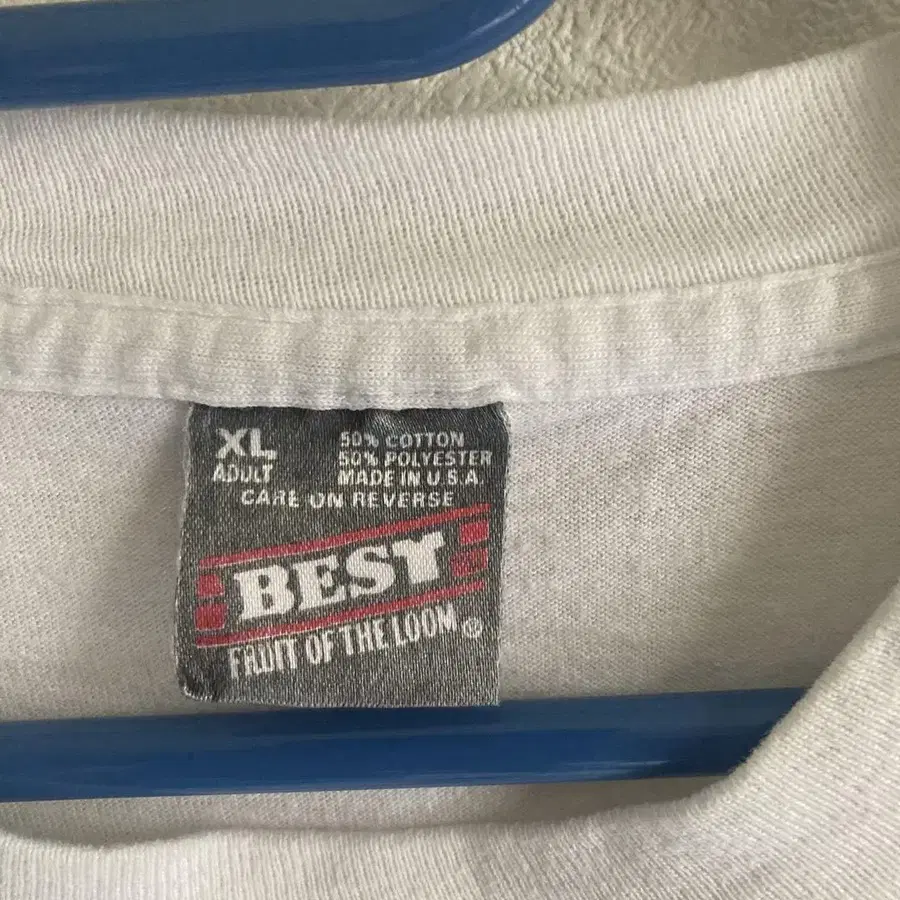 XL
ADULT
50% COTTON
50% POLYESTER
MADE IN U.S.A.
CARE ON REVERSE
BEST
FRUIT OF THE LOOM ®